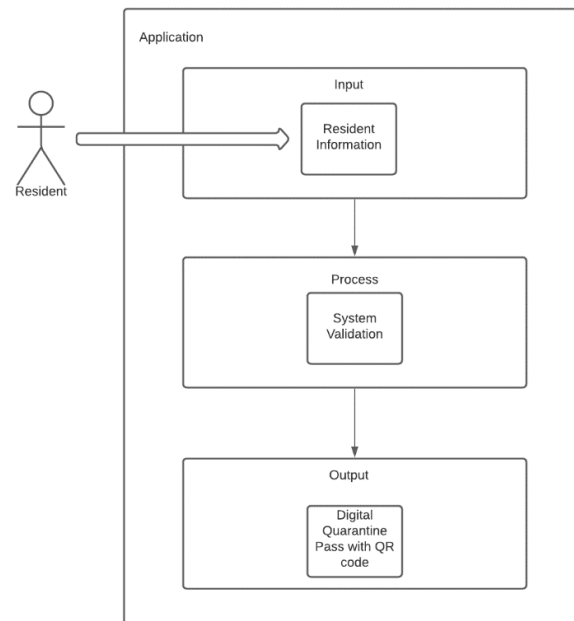 Application
Input
Resident
Information
Resident
Process
System
Validation
Output
Digital
Quarantine
Pass with QR
code